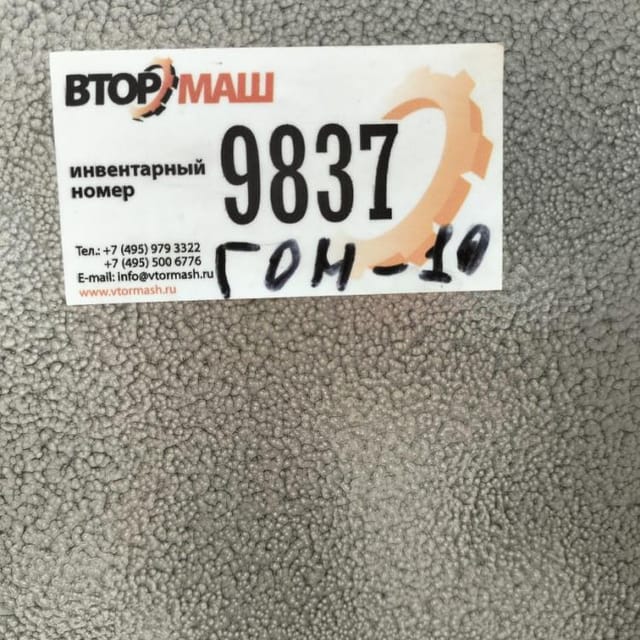 ВТОРМАШ
инвентарный
номер
9837
Тел.: +7 (495) 979 3322
+7 (495) 500 6776
E-mail: info@vtormash.ru
www.vtormash.ru
ГОМ-10